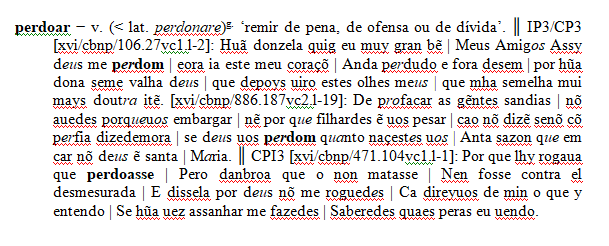 perdoar – v. (< lat. perdonare)g. ‘remir de pena, de ofensa ou de dívida’. ║ IP3/CP3
[xvi/cbnp/106.27vc1,l-2]: Huã donzela quig eu muy gran bẽ | Meus Amigos Assy
deus me perdom | eora ia este meu coraçõ | Anda perdudo e fora desem | por hũa
dona seme valha deus | que depoys uiro estes olhes meus | que mha semelha mui
mays doutra itẽ. [xvi/cbnp/886.187vc2,l-19]: De profacar as gẽntes sandias | nõ
auedes porqueuos embargar | nẽ por que filhardes ẽ uos pesar | cao nõ dizẽ senõ cõ
perfia dizedemora | se deus uos perdom quanto naçestes uos | Anta sazon que em
car nõ deus ẽ santa | Maria. ║ CPI3 [xvi/cbnp/471.104vc1,l-1]: Por que lhy rogaua
que perdoasse | Pero danbroa que o non matasse | Nen fosse contra el
desmesurada | E dissela por deus nõ me roguedes | Ca direyuos de min o que y
entendo | Se hũa uez assanhar me fazedes | Saberedes quaes peras eu uendo.